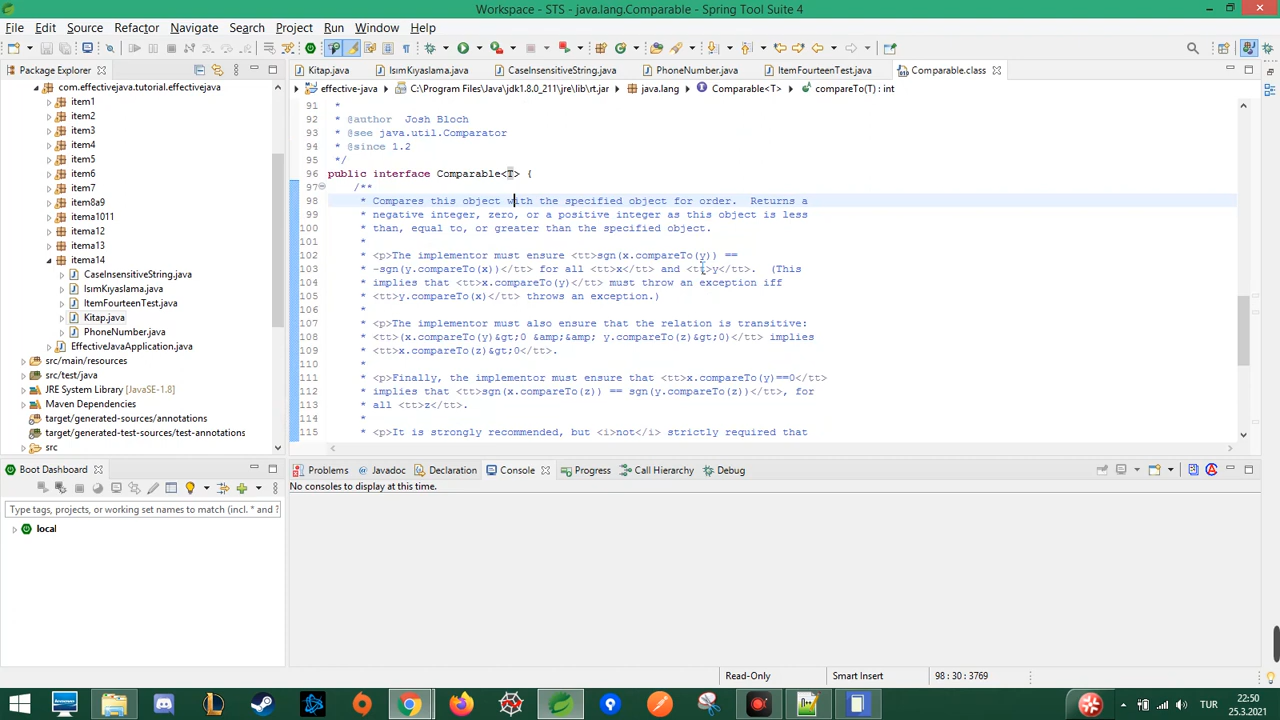 Workspace - STS - java.lang.Comparable - Spring Tool Suite 4
File Edit Source Refactor Navigate Search Project Run Window Help
Package Explorer
Kitap.java IsımKıyaslama.java CaseInsensitiveString.java PhoneNumber.java ItemFourteenTest.java Comparable.class
effective-java C:\Program Files\Java\jdk1.8.0_211\jre\lib\rt.jar java.lang Comparable<T> compareTo(T) : int
com.effectivejava.tutorial.effectivejava
item1
item2
item3
item4
item5
item6
item7
item8a9
itema1011
itema12
itema13
itema14
CaseInsensitiveString.java
IsımKıyaslama.java
ItemFourteenTest.java
Kitap.java
PhoneNumber.java
EffectiveJavaApplication.java
src/main/resources
src/test/java
JRE System Library [JavaSE-1.8]
Maven Dependencies
target/generated-sources/annotations
target/generated-test-sources/test-annotations
src
91 *
92 * @author Josh Bloch
93 * @see java.util.Comparator
94 * @since 1.2
95 */
96 public interface Comparable<T> {
97 /**
98 * Compares this object with the specified object for order. Returns a
99 * negative integer, zero, or a positive integer as this object is less
100 * than, equal to, or greater than the specified object.
101 *
102 * <p>The implementor must ensure <tt>sgn(x.compareTo(y)) ==
103 * -sgn(y.compareTo(x))</tt> for all <tt>x</tt> and <tt>y</tt>. (This
104 * implies that <tt>x.compareTo(y)</tt> must throw an exception iff
105 * <tt>y.compareTo(x)</tt> throws an exception.)
106 *
107 * <p>The implementor must also ensure that the relation is transitive:
108 * <tt>(x.compareTo(y)&gt;0 &amp;&amp; y.compareTo(z)&gt;0)</tt> implies
109 * <tt>x.compareTo(z)&gt;0</tt>.
110 *
111 * <p>Finally, the implementor must ensure that <tt>x.compareTo(y)==0</tt>
112 * implies that <tt>sgn(x.compareTo(z)) == sgn(y.compareTo(z))</tt>, for
113 * all <tt>z</tt>.
114 *
115 * <p>It is strongly recommended, but <i>not</i> strictly required that
Boot Dashboard
Type tags, projects, or working set names to match (incl. * and ?
local
Problems Javadoc Declaration Console Progress Call Hierarchy Debug
No consoles to display at this time.
Read-Only Smart Insert 98 : 30 : 3769
TUR
22:50
25.3.2021